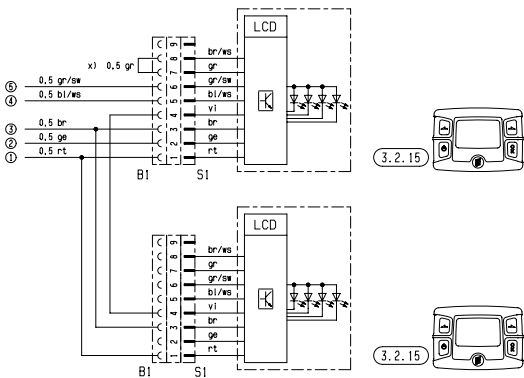 LCD
9
br/ws
x) 0,5 gr
8
gr
7
gr/sw
5
0,5 gr/sw
6
bl/ws
4
0,5 bl/ws
5
vi
4
br
3
0,5 br
3
ge
2
0,5 ge
2
rt
1
0,5 rt
1
B1
S1
3.2.15
LCD
9
br/ws
8
gr
7
gr/sw
6
bl/ws
5
vi
4
br
3
ge
2
rt
1
B1
S1
3.2.15